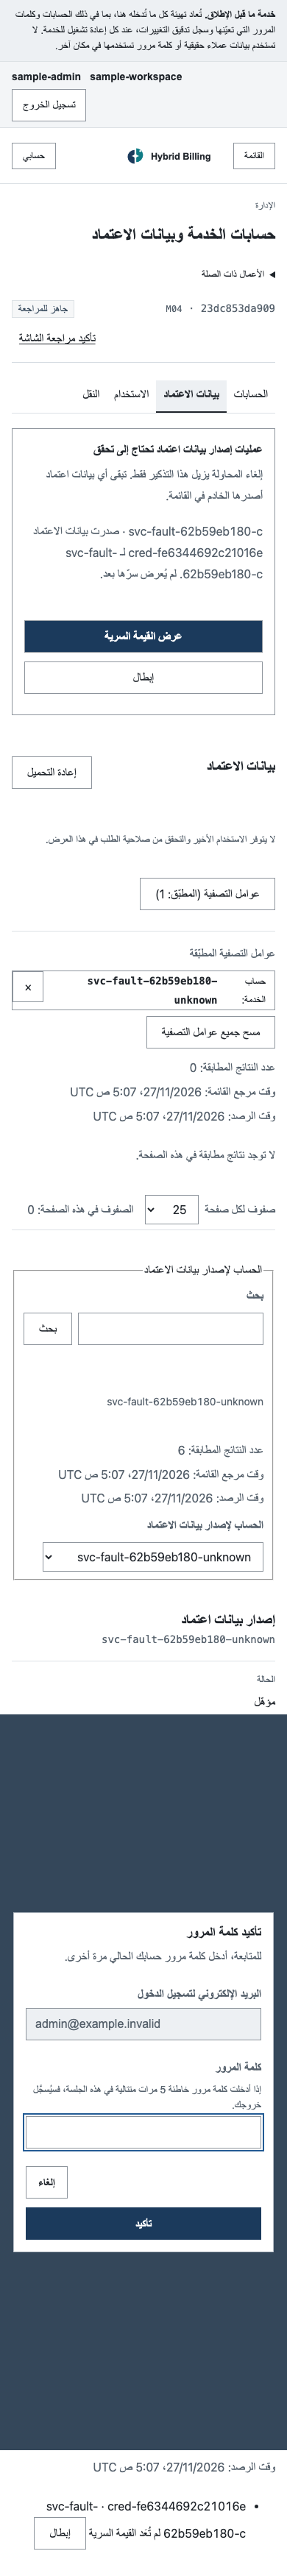 خدمة ما قبل الإطلاق. تُعاد تهيئة كل ما تُدخله هنا، بما في ذلك الحسابات وكلمات
المرور التي تعيّنها وسجل تدقيق التغييرات، عند كل إعادة تشغيل للخدمة. لا
تستخدم بيانات عملاء حقيقية أو كلمة مرور تستخدمها في مكان آخر.
sample-admin sample-workspace
تسجيل الخروج
القائمة
Hybrid Billing
حسابي
الإدارة
حسابات الخدمة وبيانات الاعتماد
◀ الأعمال ذات الصلة
M04 · 23dc853da909
جاهز للمراجعة
تأكيد مراجعة الشاشة
الحسابات
بيانات الاعتماد
الاستخدام
النقل
عمليات إصدار بيانات اعتماد تحتاج إلى تحقق
إلغاء المحاولة يزيل هذا التذكير فقط. تبقى أي بيانات اعتماد
أصدرها الخادم في القائمة.
svc-fault-62b59eb180-c · صدرت بيانات الاعتماد
cred-fe6344692c21016e لـ svc-fault-
62b59eb180-c. لم يُعرض سرّها بعد.
عرض القيمة السرية
إبطال
بيانات الاعتماد
إعادة التحميل
لا يتوفر الاستخدام الأخير والتحقق من صلاحية الطلب في هذا العرض.
عوامل التصفية (المطبّق: 1)
عوامل التصفية المطبّقة
حساب الخدمة:
svc-fault-62b59eb180-
unknown
×
مسح جميع عوامل التصفية
عدد النتائج المطابقة: 0
وقت مرجع القائمة: 27/11/2026، 5:07 ص UTC
وقت الرصد: 27/11/2026، 5:07 ص UTC
لا توجد نتائج مطابقة في هذه الصفحة.
صفوف لكل صفحة
25
الصفوف في هذه الصفحة: 0
الحساب لإصدار بيانات الاعتماد
بحث
بحث
svc-fault-62b59eb180-unknown
عدد النتائج المطابقة: 6
وقت مرجع القائمة: 27/11/2026، 5:07 ص UTC
وقت الرصد: 27/11/2026، 5:07 ص UTC
الحساب لإصدار بيانات الاعتماد
svc-fault-62b59eb180-unknown
إصدار بيانات اعتماد
svc-fault-62b59eb180-unknown
الحالة
مؤهّل
تأكيد كلمة المرور
للمتابعة، أدخل كلمة مرور حسابك الحالي مرة أخرى.
البريد الإلكتروني لتسجيل الدخول
admin@example.invalid
كلمة المرور
إذا أدخلت كلمة مرور خاطئة 5 مرات متتالية في هذه الجلسة، فسيُسجَّل
خروجك.
إلغاء
تأكيد
وقت الرصد: 27/11/2026، 5:07 ص UTC
• svc-fault- · cred-fe6344692c21016e
62b59eb180-c لم تُعَد القيمة السرية
إبطال